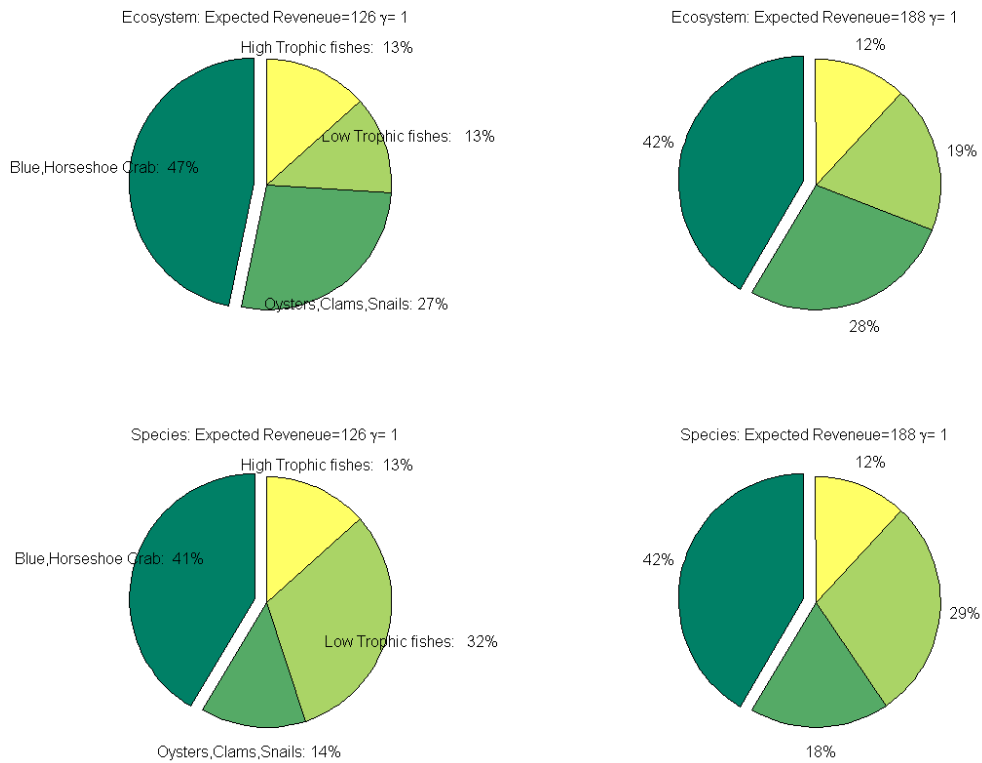 Ecosystem: Expected Reveneue=126 γ= 1
High Trophic fishes: 13%
Low Trophic fishes: 13%
Blue,Horseshoe Crab: 47%
Oysters,Clams,Snails: 27%
Ecosystem: Expected Reveneue=188 γ= 1
12%
42%
19%
28%
Species: Expected Reveneue=126 γ= 1
High Trophic fishes: 13%
Blue,Horseshoe Crab: 41%
Low Trophic fishes: 32%
Oysters,Clams,Snails: 14%
Species: Expected Reveneue=188 γ= 1
12%
42%
29%
18%